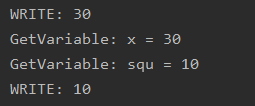 WRITE: 30
GetVariable: x = 30
GetVariable: squ = 10
WRITE: 10